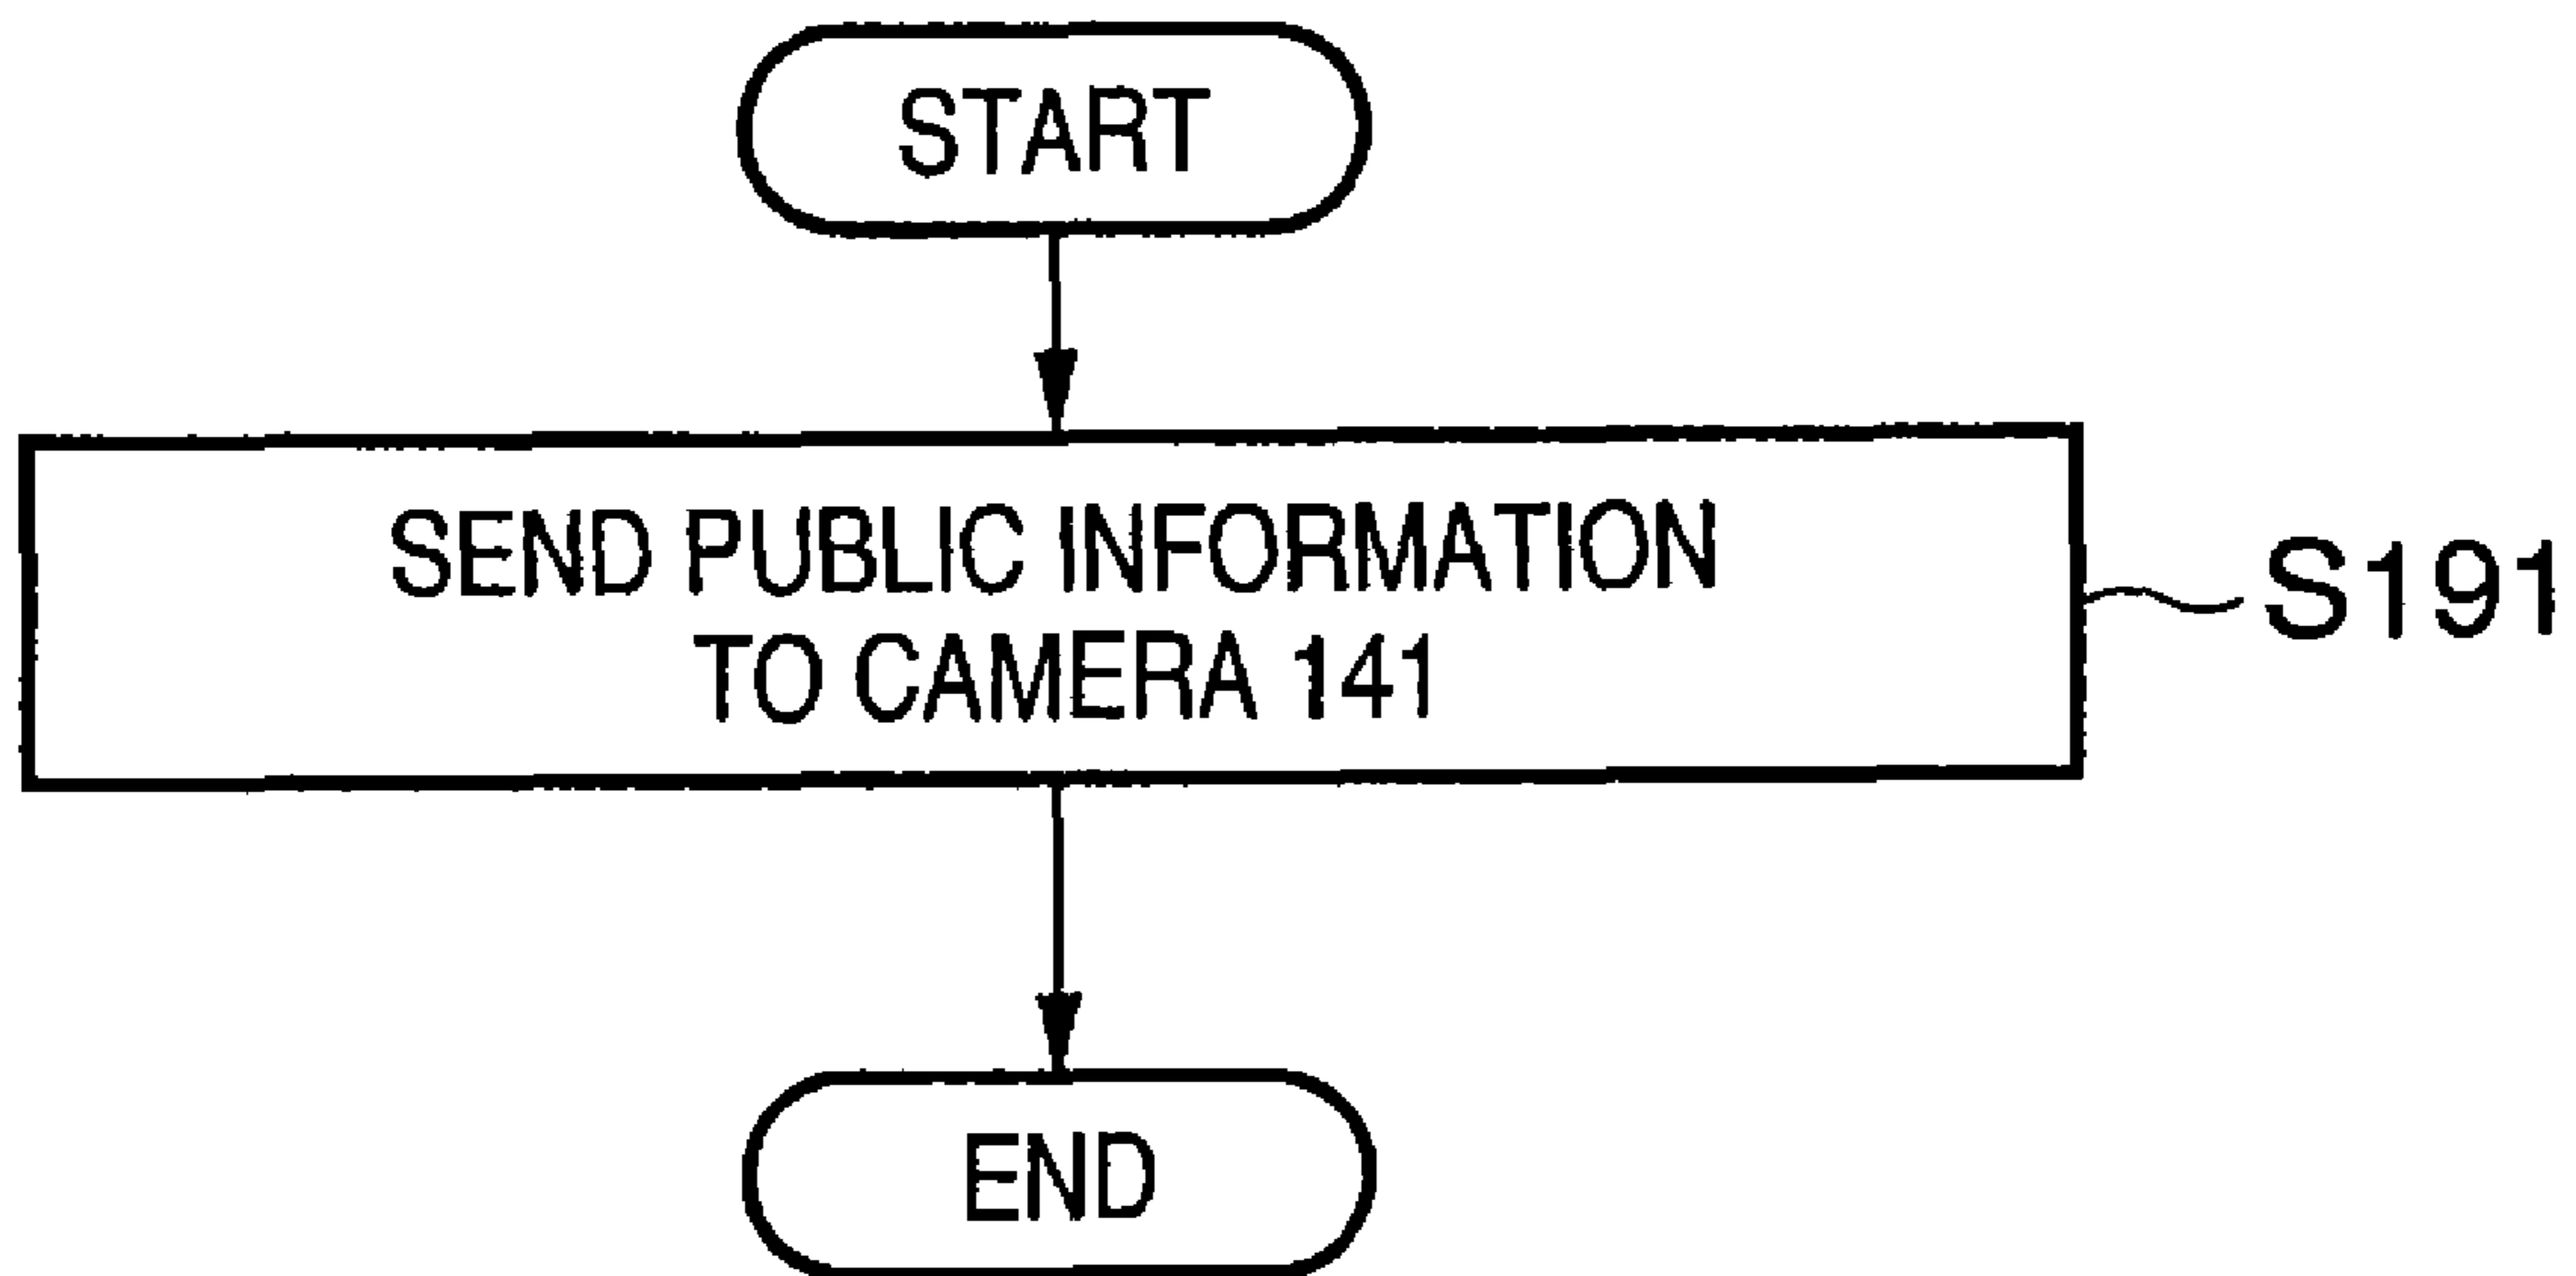 START
SEND PUBLIC INFORMATION
TO CAMERA 141
S191
END